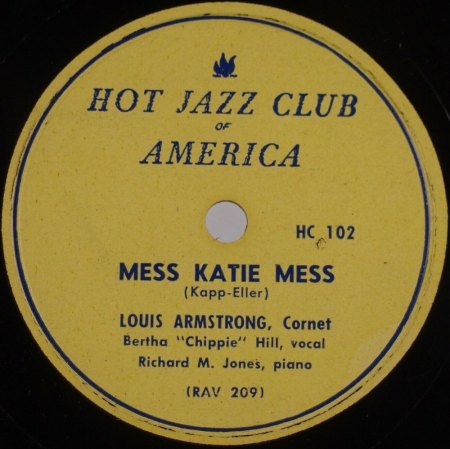 HOT JAZZ CLUB
OF
AMERICA
HC 102
MESS KATIE MESS
(Kapp-Eller)
LOUIS ARMSTRONG, Cornet
Bertha "Chippie" Hill, vocal
Richard M. Jones, piano
(RAV 209)